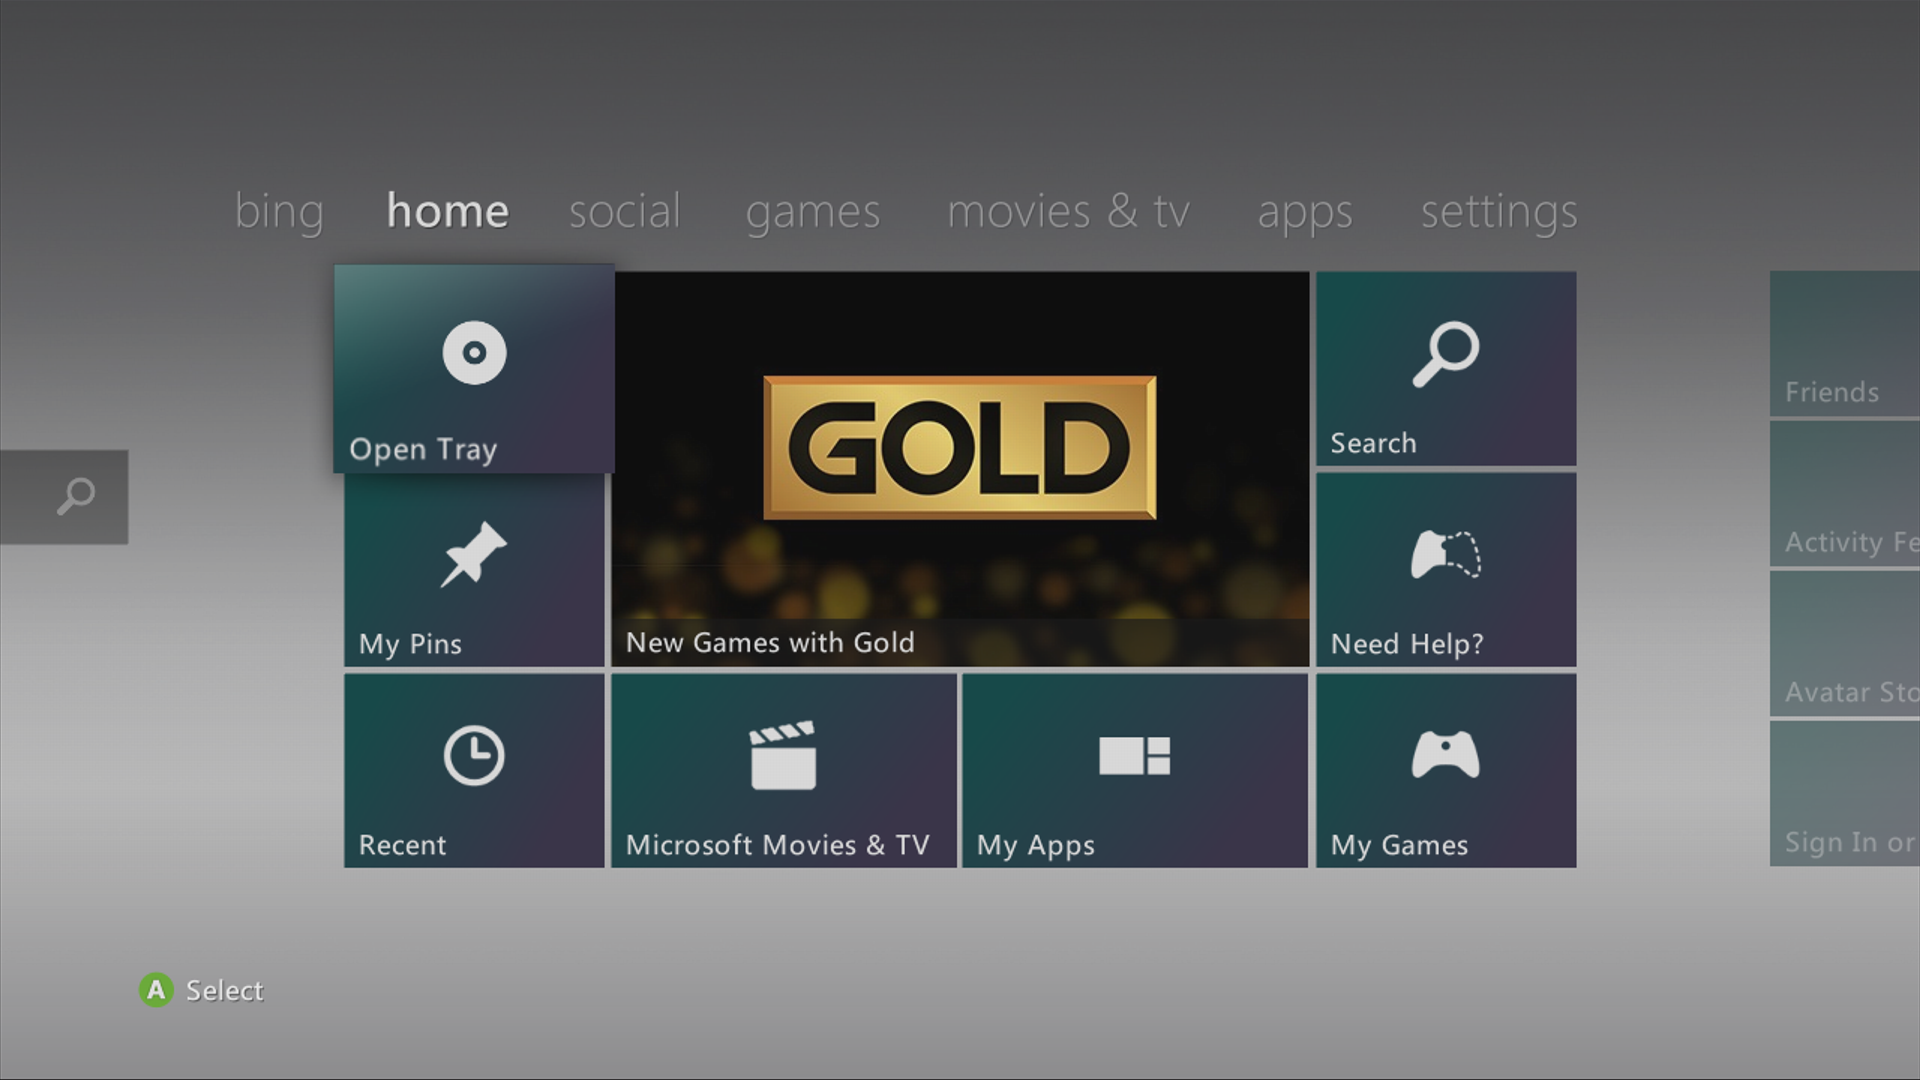 bing home social games movies & tv apps settings
Open Tray
GOLD
New Games with Gold
Search
My Pins
Need Help?
Recent
Microsoft Movies & TV
My Apps
My Games
Friends
Activity Fe
Avatar Sto
Sign In or
A Select